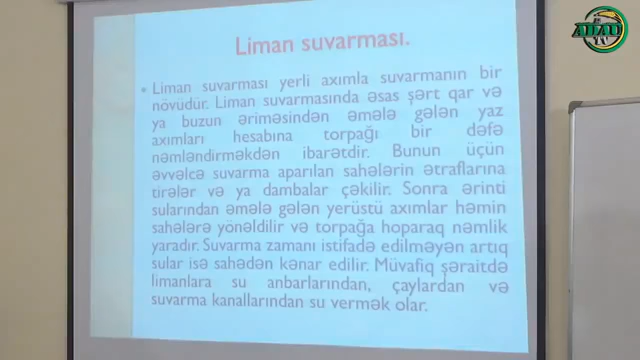 ADAU
TV
Liman suvarması.
Liman suvarması yerli axımla suvarmanın bir
növüdür. Liman suvarmasında əsas şərt qar və
ya buzun əriməsindən əmələ gələn yaz
axımları hesabına torpağı bir dəfə
nəmləndirməkdən ibarətdir. Bunun üçün
əvvəlcə suvarma aparılan sahələrin ətraflarına
tirələr və ya dambalar çəkilir. Sonra ərinti
sularından əmələ gələn yerüstü axımlar həmin
sahələrə yönəldilir və torpağa hoparaq nəmlik
yaradır. Suvarma zamanı istifadə edilməyən artıq
sular isə sahədən kənar edilir. Müvafiq şəraitdə
limanlara su anbarlarından, çaylardan və
suvarma kanallarından su vermək olar.